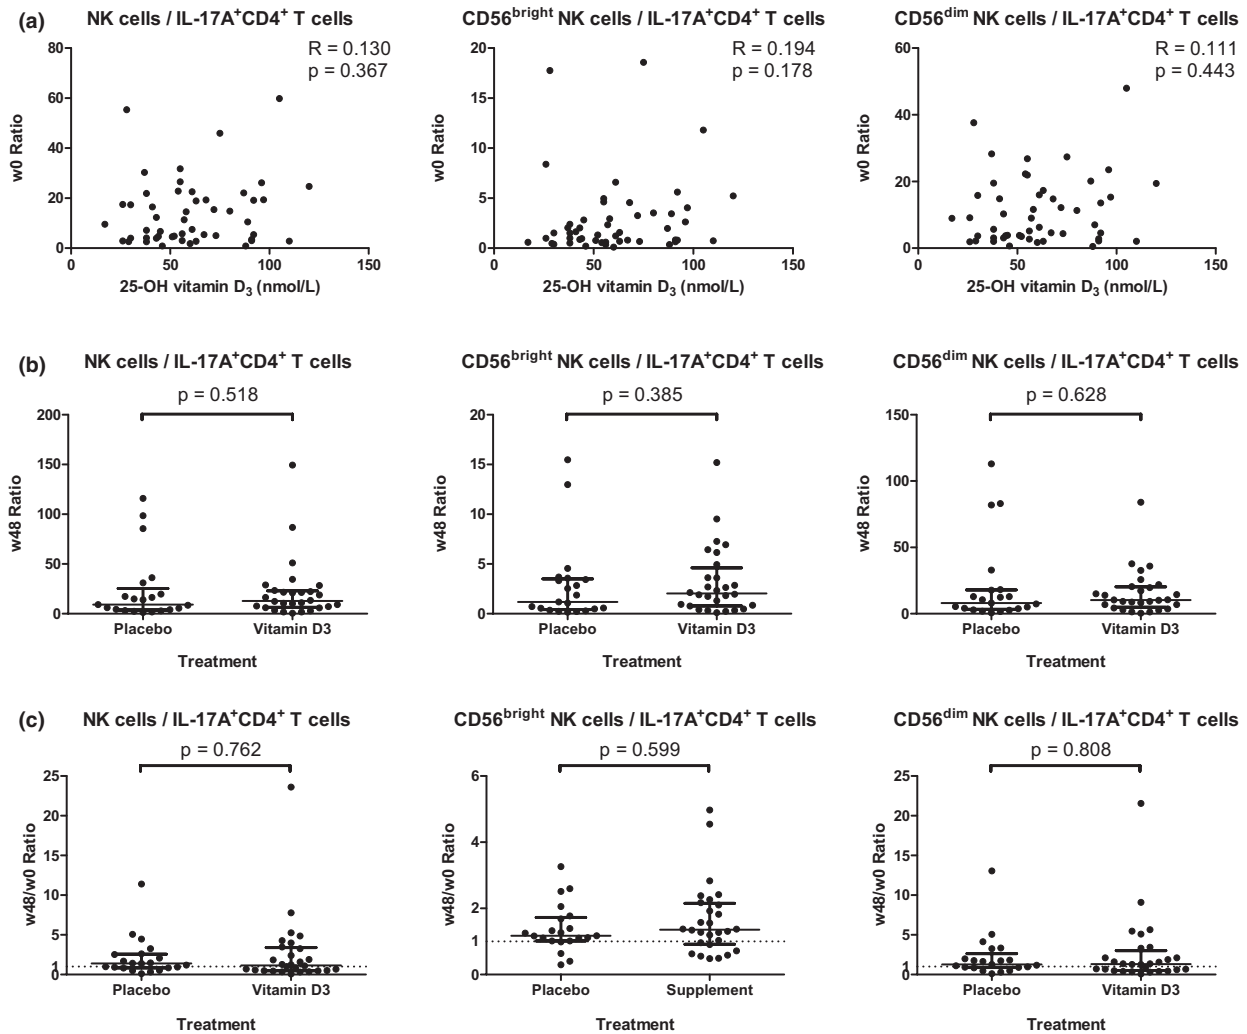 (a)
NK cells / IL-17A+CD4+ T cells
R = 0.130
p = 0.367
w0 Ratio
80
60
40
20
0
0 50 100 150
25-OH vitamin D3 (nmol/L)
CD56bright NK cells / IL-17A+CD4+ T cells
R = 0.194
p = 0.178
w0 Ratio
20
15
10
5
0
0 50 100 150
25-OH vitamin D3 (nmol/L)
CD56dim NK cells / IL-17A+CD4+ T cells
R = 0.111
p = 0.443
w0 Ratio
60
40
20
0
0 50 100 150
25-OH vitamin D3 (nmol/L)
(b)
NK cells / IL-17A+CD4+ T cells
p = 0.518
w48 Ratio
200
150
100
50
0
Placebo Vitamin D3
Treatment
CD56bright NK cells / IL-17A+CD4+ T cells
p = 0.385
w48 Ratio
20
15
10
5
0
Placebo Vitamin D3
Treatment
CD56dim NK cells / IL-17A+CD4+ T cells
p = 0.628
w48 Ratio
150
100
50
0
Placebo Vitamin D3
Treatment
(c)
NK cells / IL-17A+CD4+ T cells
p = 0.762
w48/w0 Ratio
25
20
15
10
5
1
0
Placebo Vitamin D3
Treatment
CD56bright NK cells / IL-17A+CD4+ T cells
p = 0.599
w48/w0 Ratio
6
4
2
1
0
Placebo Supplement
Treatment
CD56dim NK cells / IL-17A+CD4+ T cells
p = 0.808
w48/w0 Ratio
25
20
15
10
5
1
0
Placebo Vitamin D3
Treatment